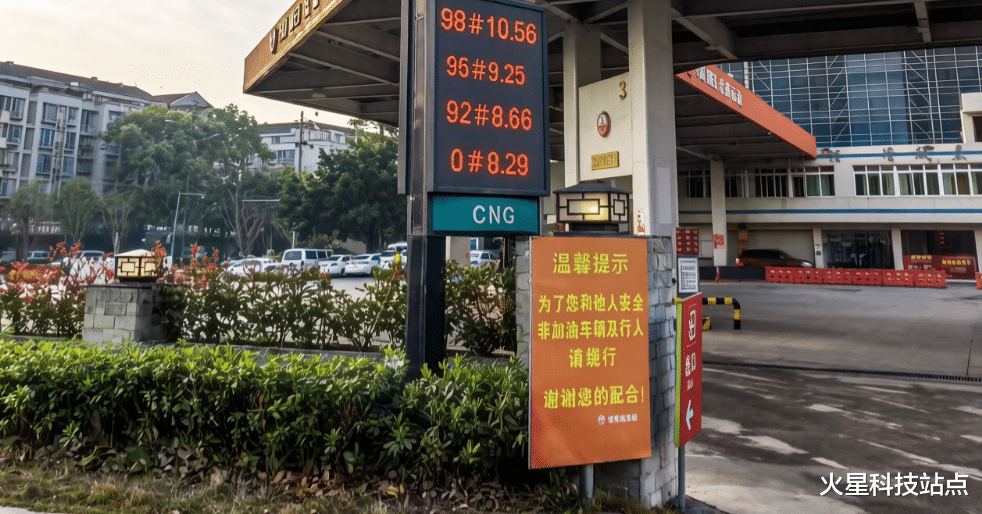 98#10.56
95#9.25
92#8.66
0#8.29
CNG
3
温馨提示
为了您和他人安全
非加油车辆及行人
请绕行
谢谢您的配合!
火星科技站点